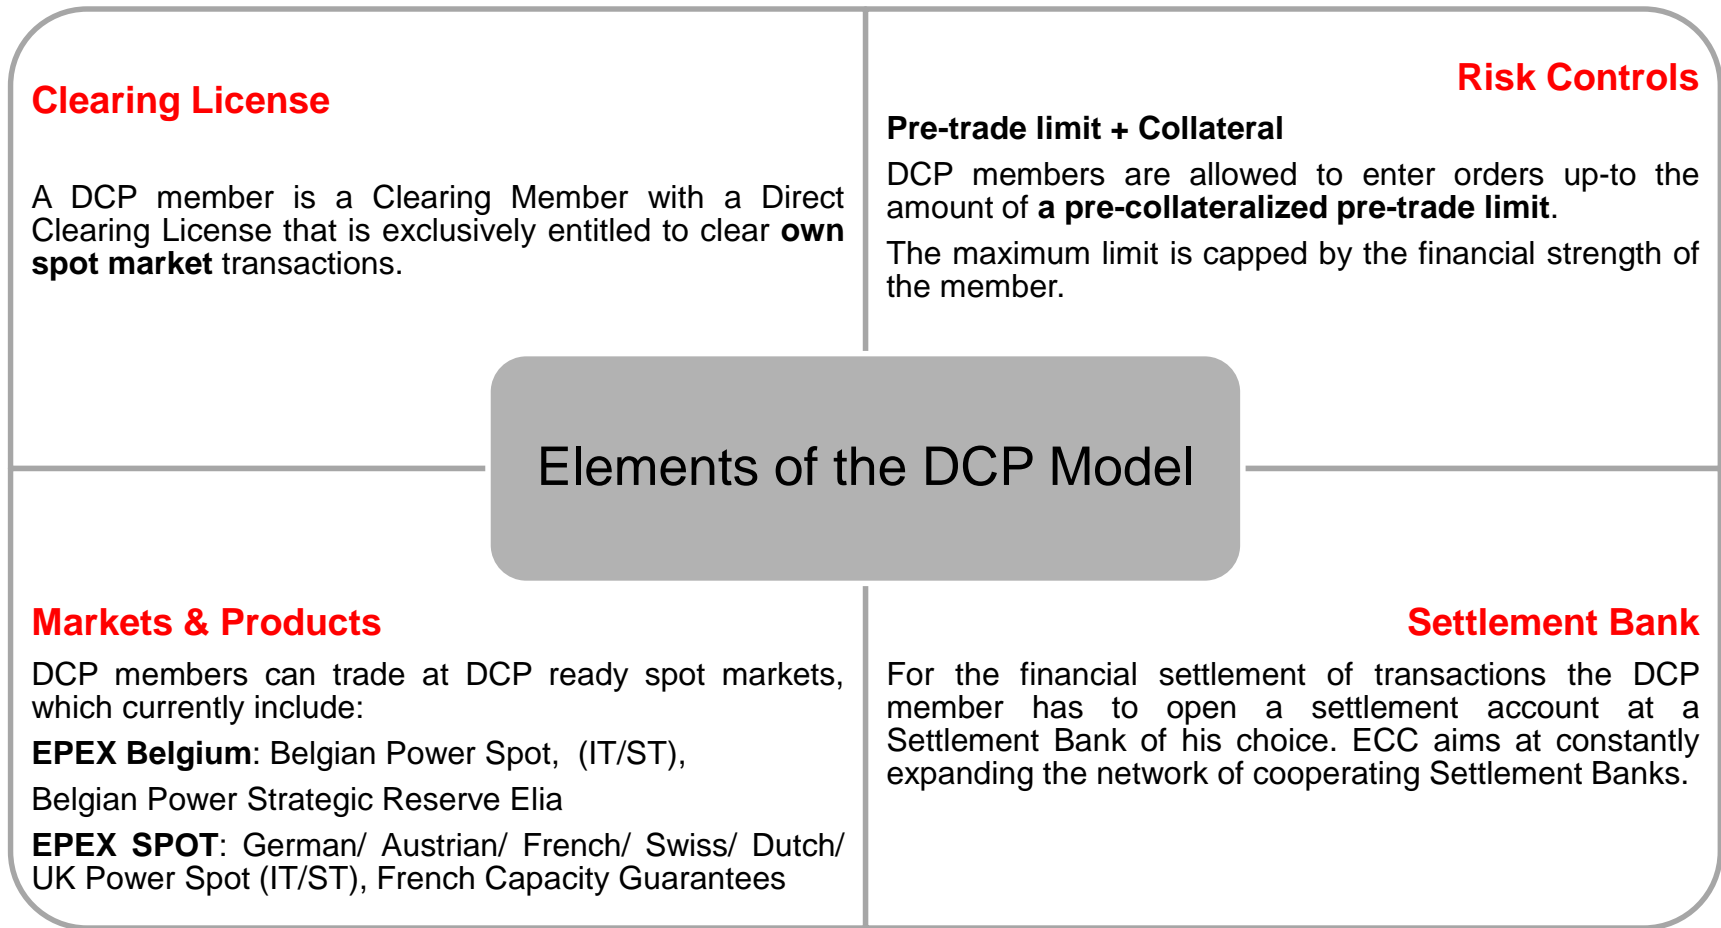 Clearing License
A DCP member is a Clearing Member with a Direct
Clearing License that is exclusively entitled to clear own
spot market transactions.
Risk Controls
Pre-trade limit + Collateral
DCP members are allowed to enter orders up-to the
amount of a pre-collateralized pre-trade limit.
The maximum limit is capped by the financial strength of
the member.
Elements of the DCP Model
Markets & Products
DCP members can trade at DCP ready spot markets,
which currently include:
EPEX Belgium: Belgian Power Spot, (IT/ST),
Belgian Power Strategic Reserve Elia
EPEX SPOT: German/ Austrian/ French/ Swiss/ Dutch/
UK Power Spot (IT/ST), French Capacity Guarantees
Settlement Bank
For the financial settlement of transactions the DCP
member has to open a settlement account at a
Settlement Bank of his choice. ECC aims at constantly
expanding the network of cooperating Settlement Banks.